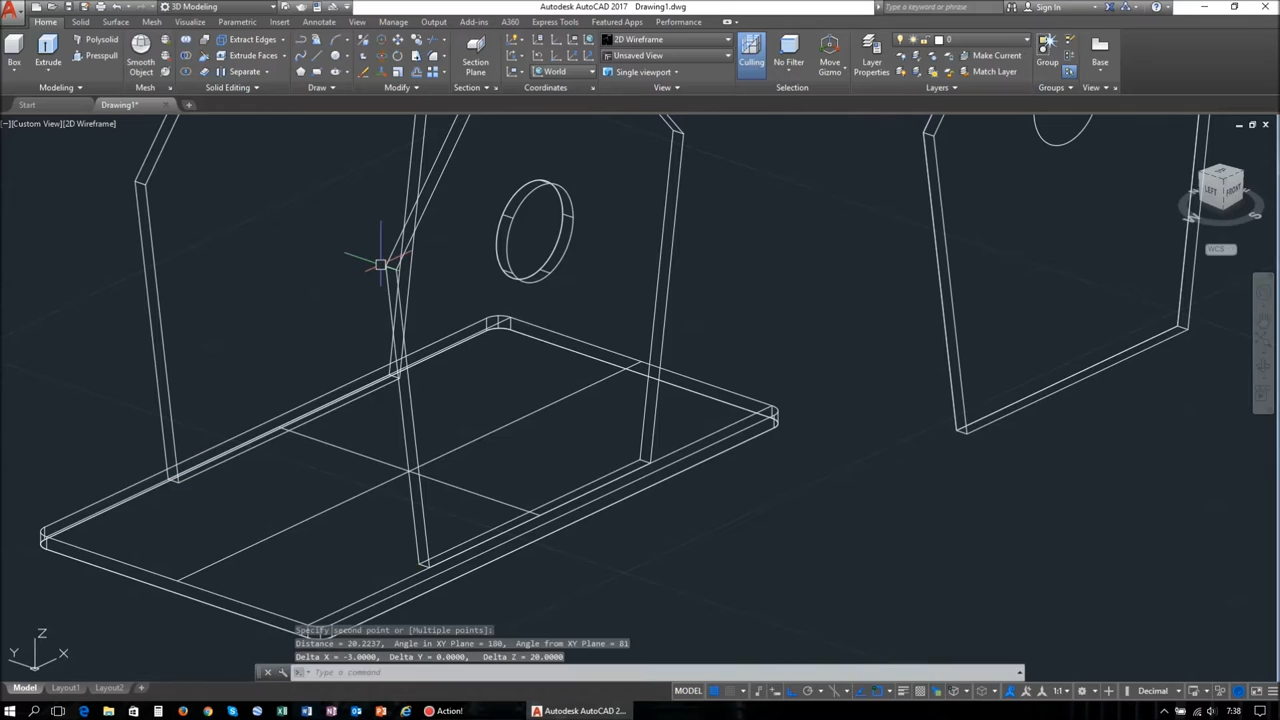 3D Modeling
Autodesk AutoCAD 2017 Drawing1.dwg
Type a keyword or phrase
Sign In
Home Solid Surface Mesh Visualize Parametric Insert Annotate View Manage Output Add-ins A360 Express Tools Featured Apps Performance
Box
Extrude
Polysolid
Presspull
Smooth
Object
Extract Edges
Extrude Faces
Separate
Section
Plane
World
2D Wireframe
Unsaved View
Single viewport
Culling
No Filter
Move
Gizmo
Layer
Properties
0
Make Current
Match Layer
Group
Base
Modeling
Mesh
Solid Editing
Draw
Modify
Section
Coordinates
View
Selection
Layers
Groups
View
Start
Drawing1*
[−][Custom View][2D Wireframe]
TOP
LEFT
FRONT
W
S
WCS
Z
Y
X
Specify second point or [Multiple points]:
Distance = 20.2237, Angle in XY Plane = 180, Angle from XY Plane = 81
Delta X = -3.0000, Delta Y = 0.0000, Delta Z = 20.0000
Type a command
Model Layout1 Layout2 +
MODEL
1:1
Decimal
Action!
Autodesk AutoCAD 2...
7:38